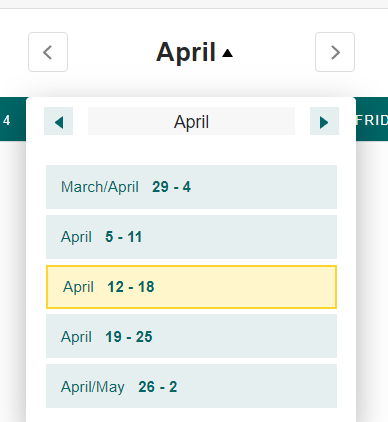 April
4
FRID
April
March/April 29 - 4
April 5 - 11
April 12 - 18
April 19 - 25
April/May 26 - 2